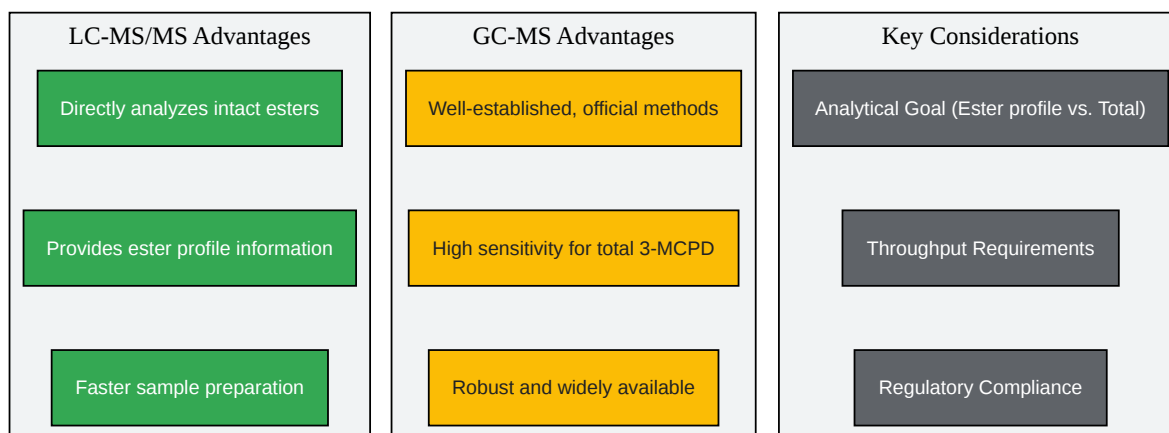 LC-MS/MS Advantages
Directly analyzes intact esters
Provides ester profile information
Faster sample preparation
GC-MS Advantages
Well-established, official methods
High sensitivity for total 3-MCPD
Robust and widely available
Key Considerations
Analytical Goal (Ester profile vs. Total)
Throughput Requirements
Regulatory Compliance